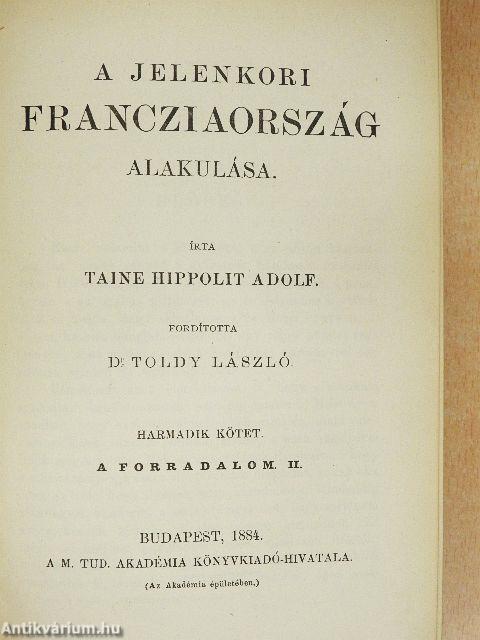 A JELENKORI
FRANCZIAORSZÁG
ALAKULÁSA.
ÍRTA
TAINE HIPPOLIT ADOLF.
FORDÍTOTTA
Dr TOLDY LÁSZLÓ.
HARMADIK KÖTET.
A FORRADALOM. II.
BUDAPEST, 1884.
A M. TUD. AKADÉMIA KÖNYVKIADÓ-HIVATALA.
(Az Akadémia épületében.)
Antikvárium.hu